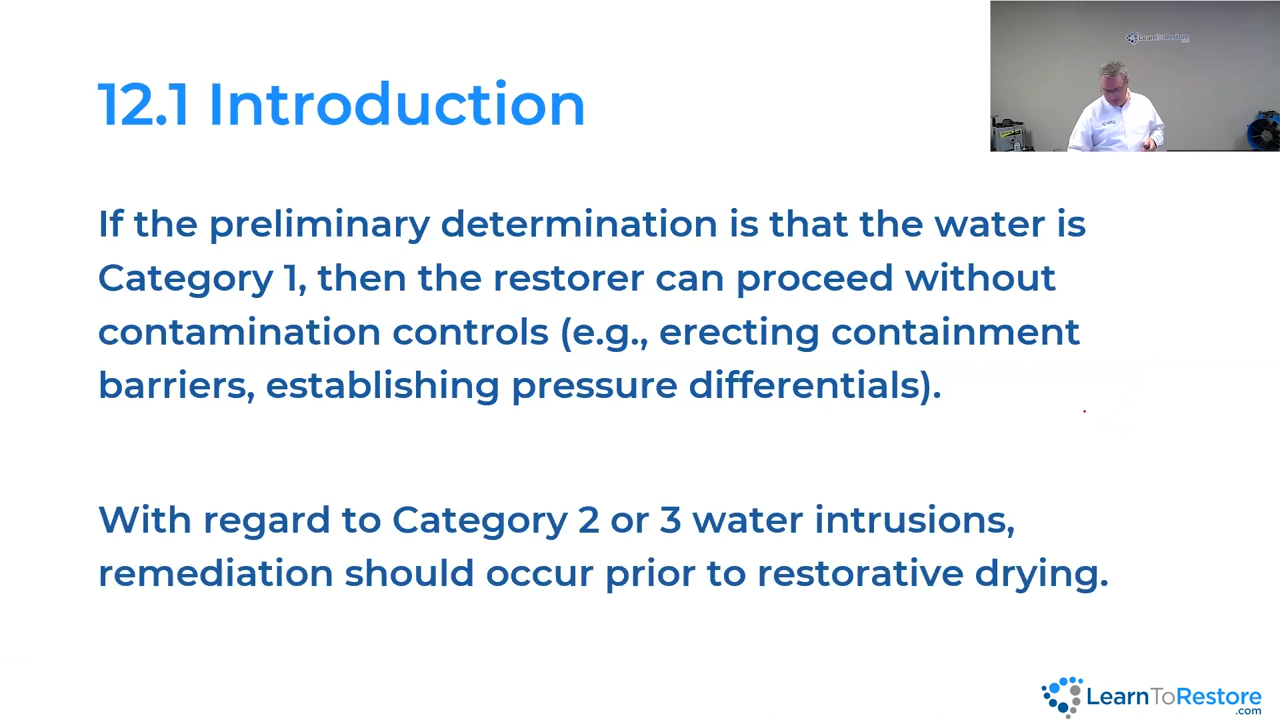 LearnToRestore
12.1 Introduction
If the preliminary determination is that the water is
Category 1, then the restorer can proceed without
contamination controls (e.g., erecting containment
barriers, establishing pressure differentials).
With regard to Category 2 or 3 water intrusions,
remediation should occur prior to restorative drying.
LearnToRestore
.com